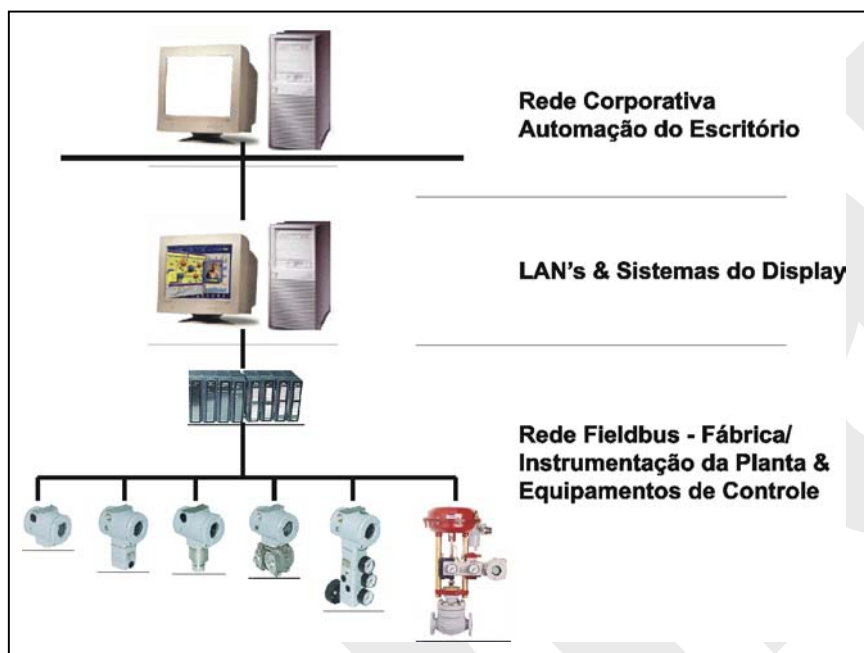 Rede Corporativa
Automação do Escritório
LAN's & Sistemas do Display
Rede Fieldbus - Fábrica/
Instrumentação da Planta &
Equipamentos de Controle